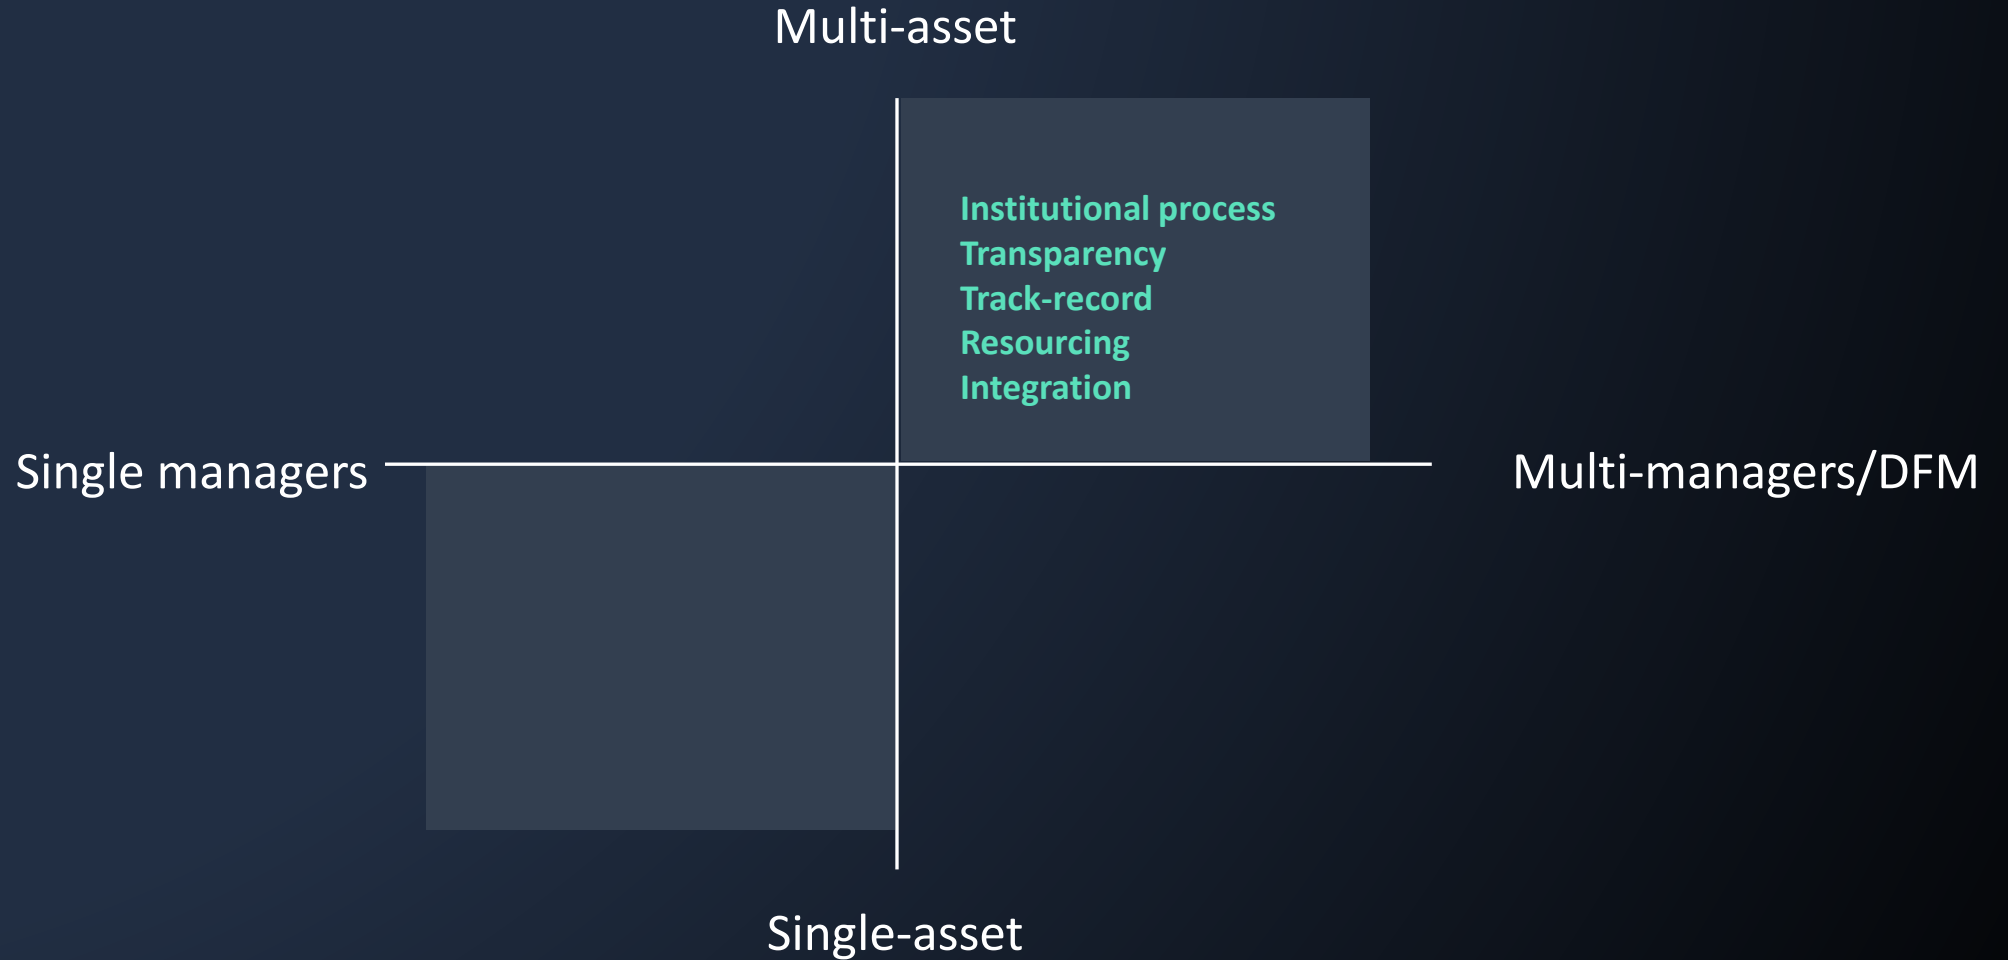 Multi-asset
Institutional process
Transparency
Track-record
Resourcing
Integration
Single managers
Multi-managers/DFM
Single-asset